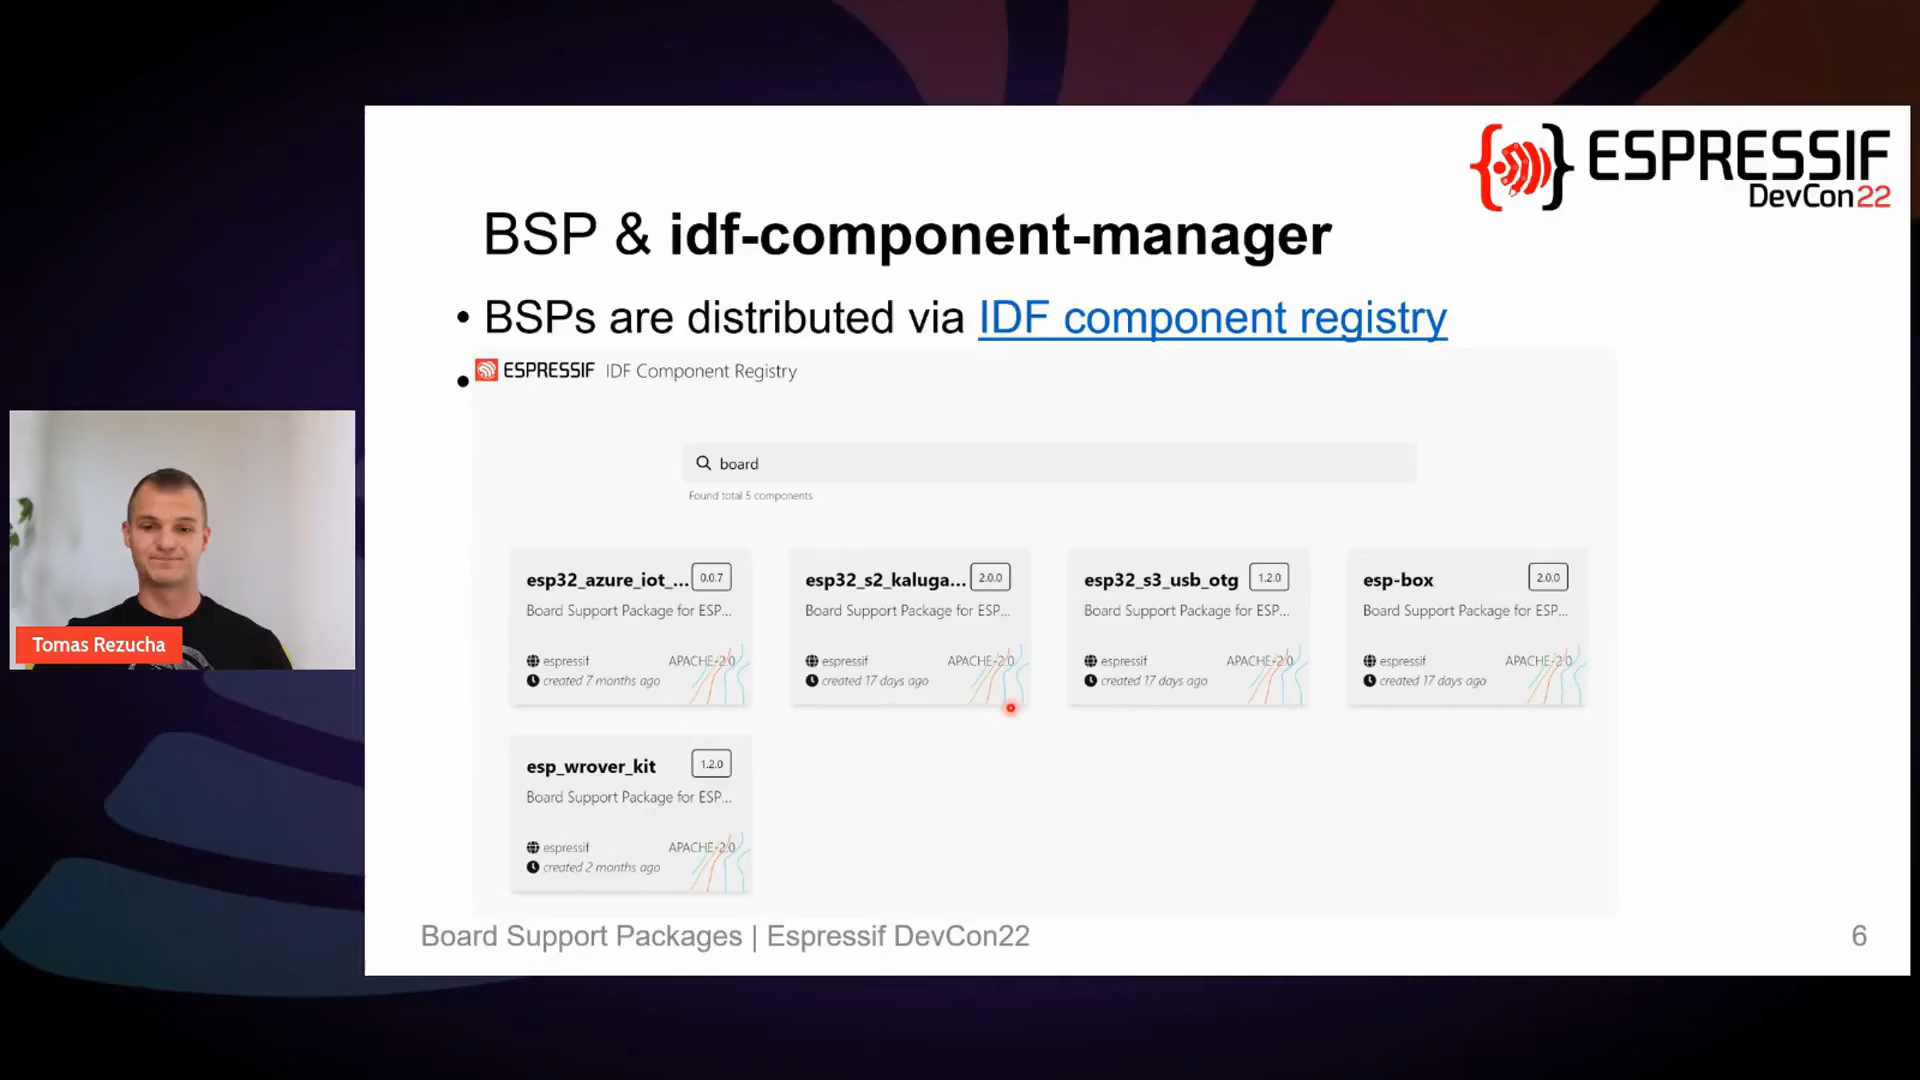 ESPRESSIF
DevCon22
BSP & idf-component-manager
• BSPs are distributed via IDF component registry
•
ESPRESSIF IDF Component Registry
board
Found total 5 components
esp32_azure_iot_... 0.0.7
Board Support Package for ESP...
espressif APACHE-2.0
created 7 months ago
esp32_s2_kaluga... 2.0.0
Board Support Package for ESP...
espressif APACHE-2.0
created 17 days ago
esp32_s3_usb_otg 1.2.0
Board Support Package for ESP...
espressif APACHE-2.0
created 17 days ago
esp-box 2.0.0
Board Support Package for ESP...
espressif APACHE-2.0
created 17 days ago
esp_wrover_kit 1.2.0
Board Support Package for ESP...
espressif APACHE-2.0
created 2 months ago
Tomas Rezucha
Board Support Packages | Espressif DevCon22
6